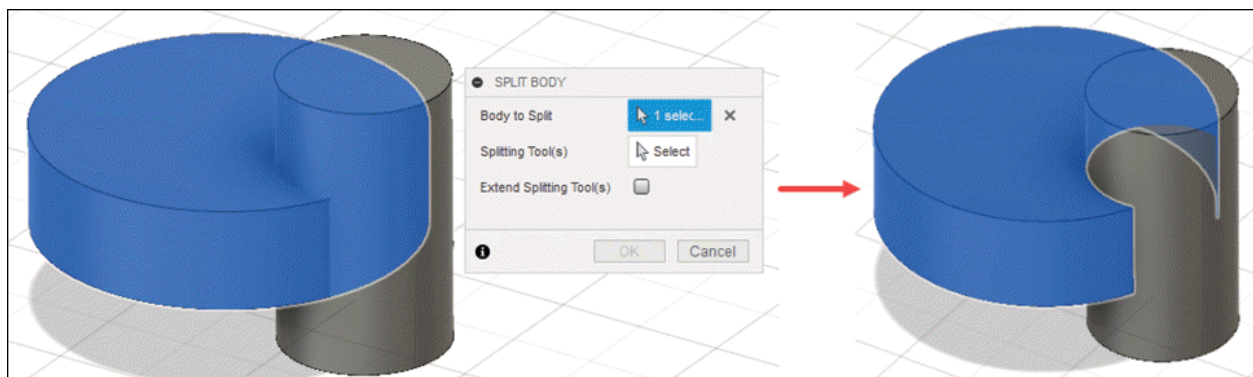 SPLIT BODY
Body to Split 1 selec...
Splitting Tool(s) Select
Extend Splitting Tool(s)
OK Cancel